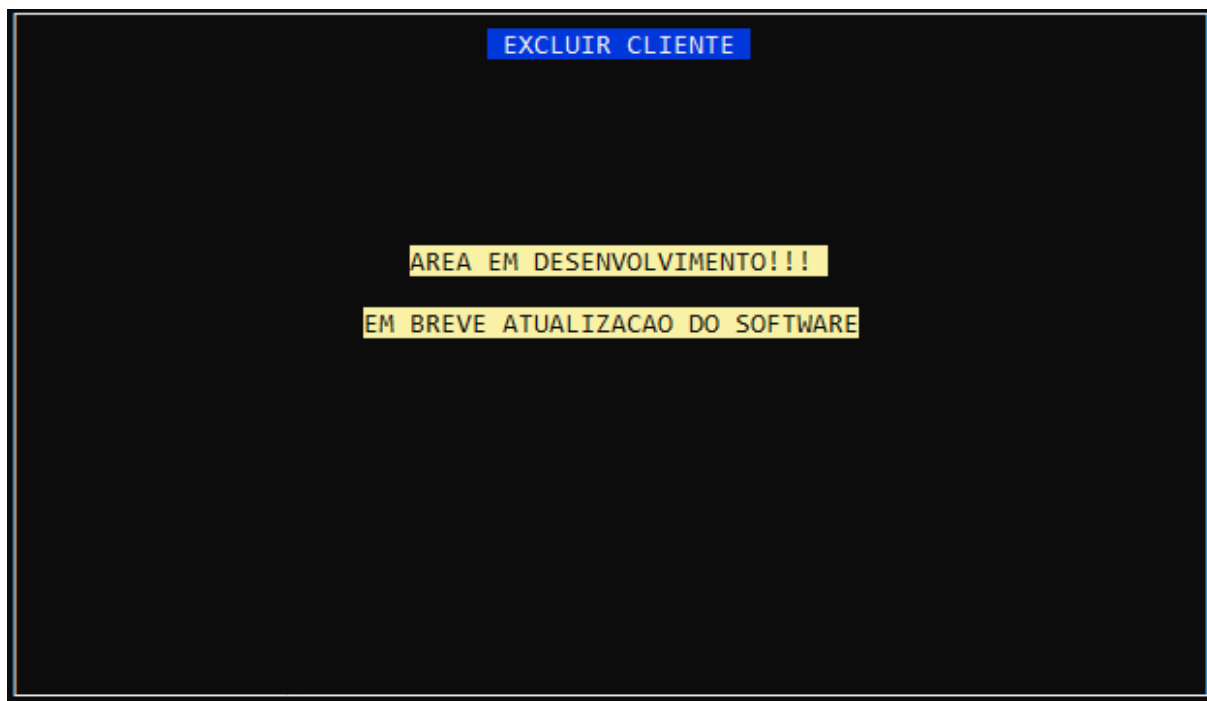 EXCLUIR CLIENTE
AREA EM DESENVOLVIMENTO!!!
EM BREVE ATUALIZACAO DO SOFTWARE